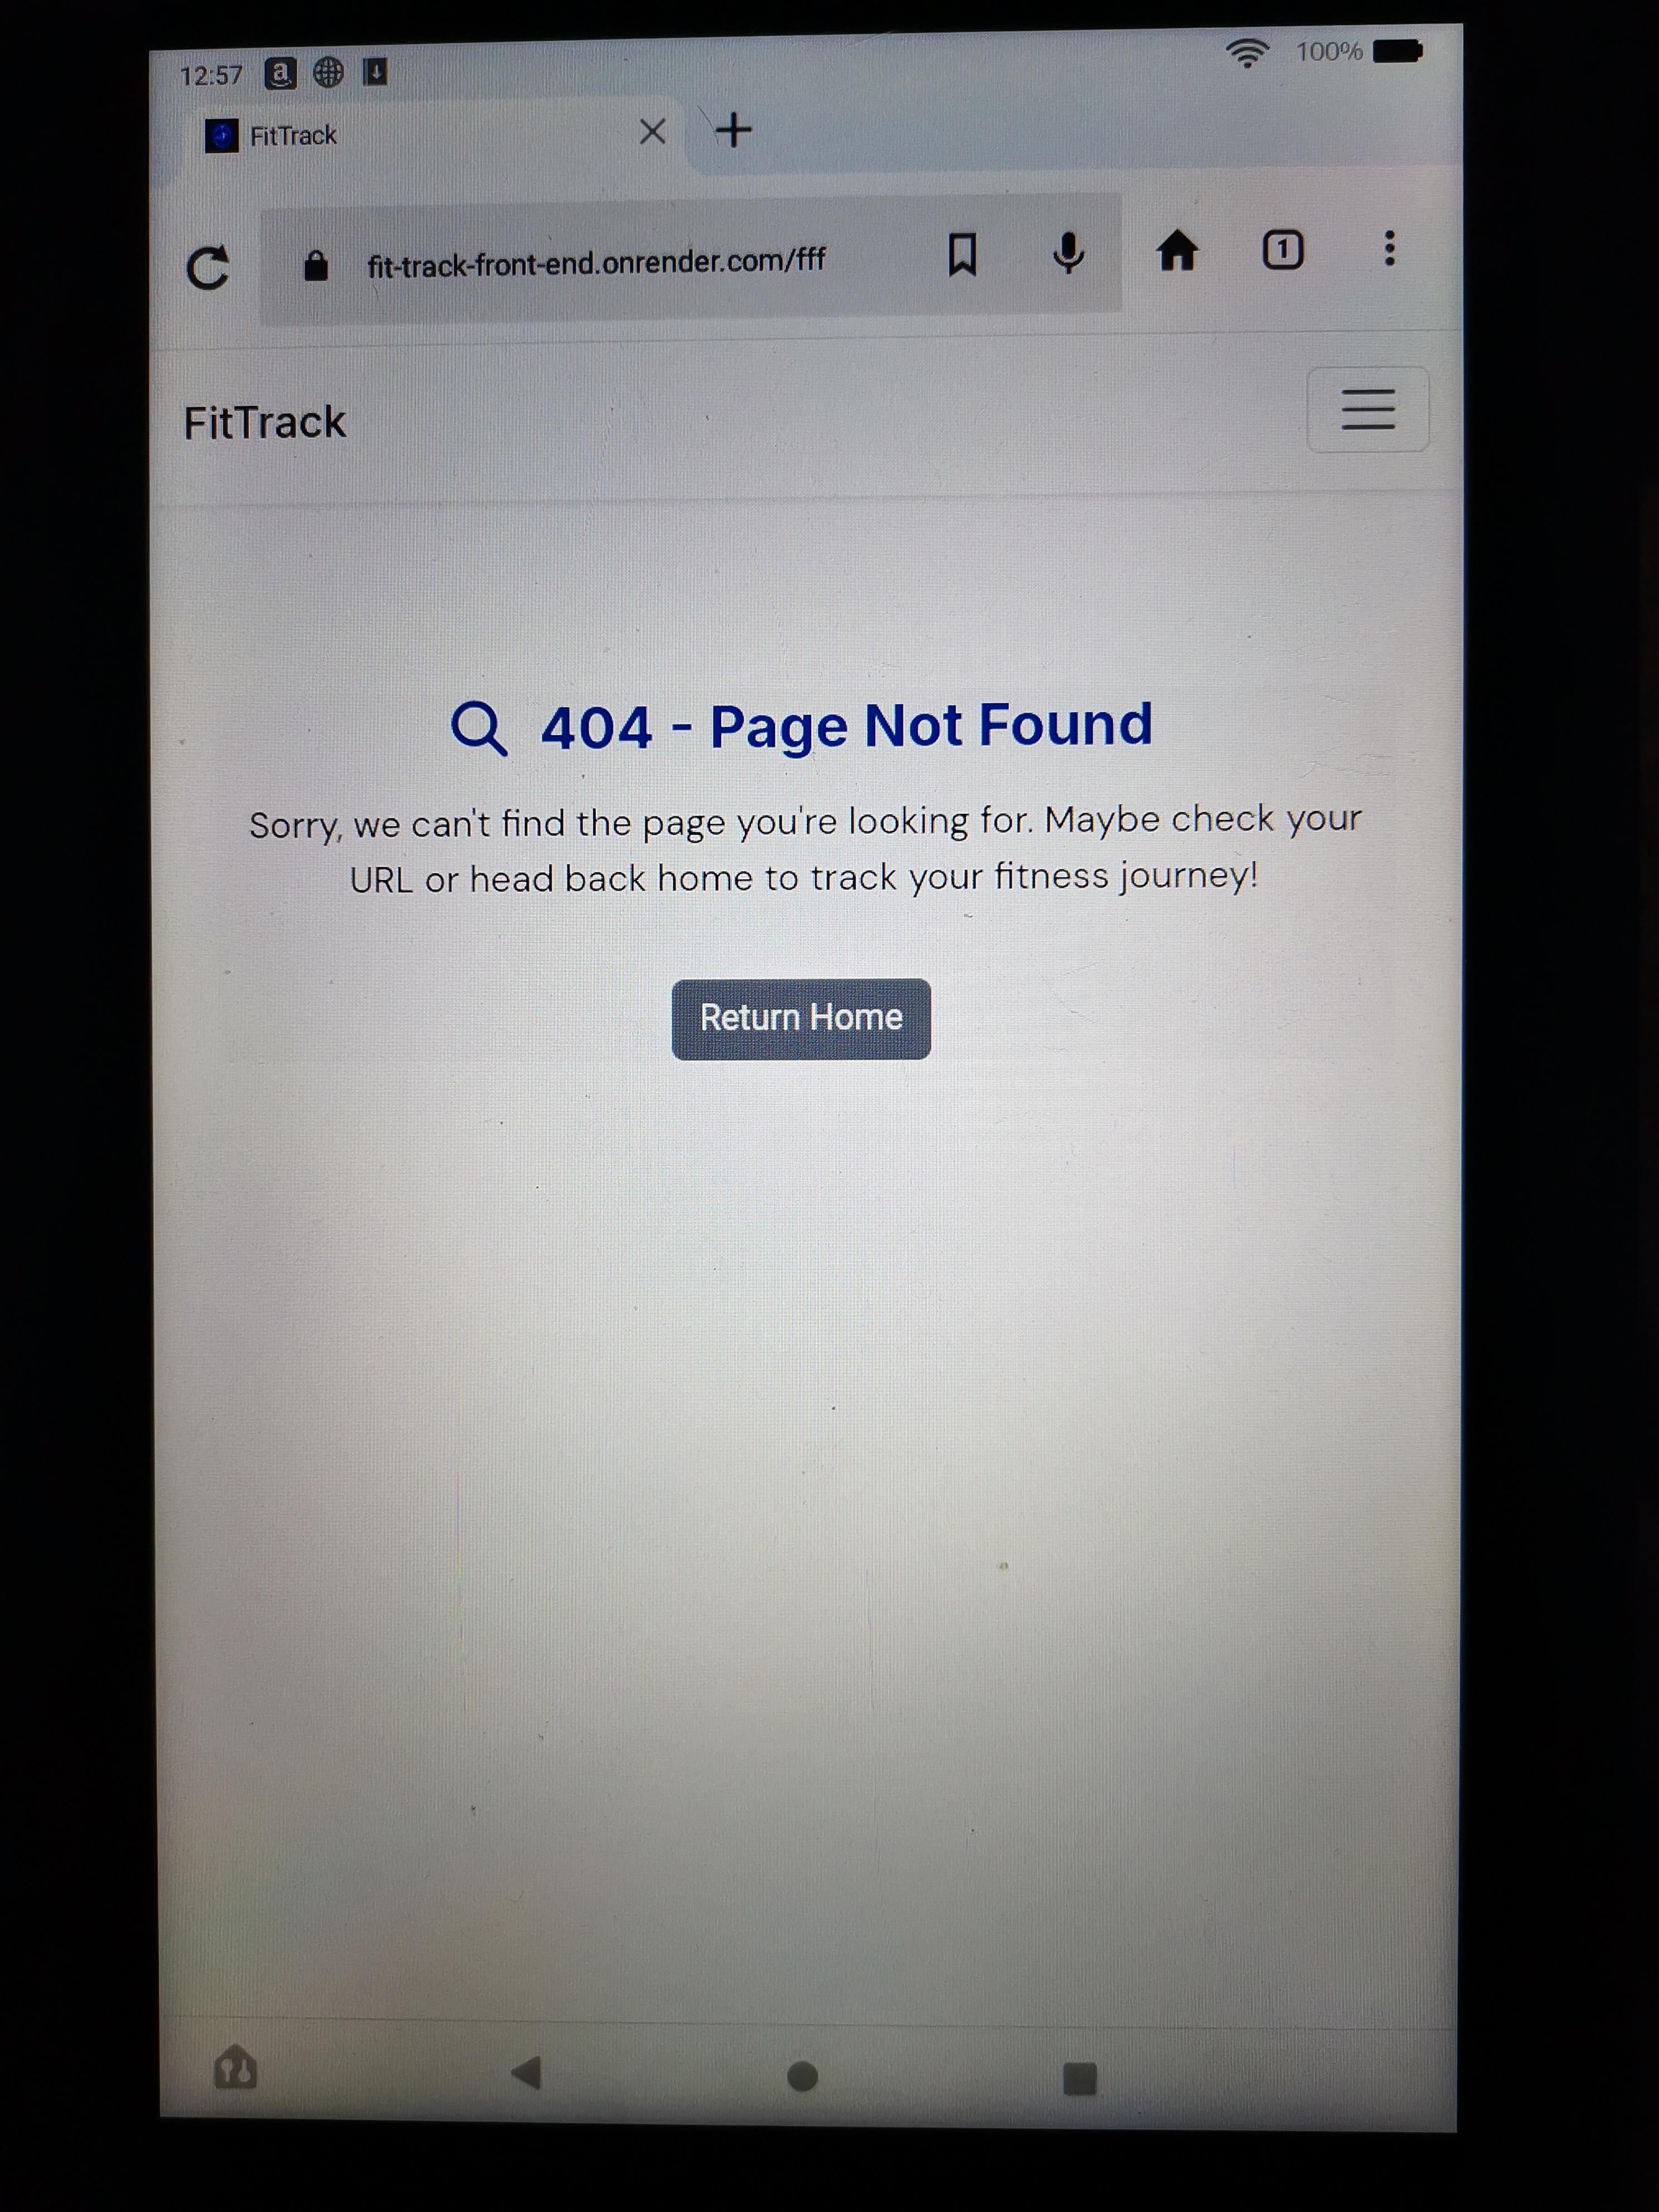 12:57
100%
FitTrack
fit-track-front-end.onrender.com/fff
1
FitTrack
404 - Page Not Found
Sorry, we can't find the page you're looking for. Maybe check your
URL or head back home to track your fitness journey!
Return Home